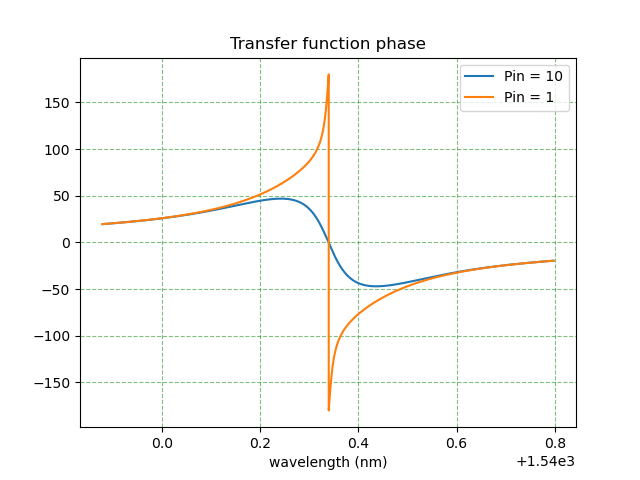 Transfer function phase
Pin = 10
Pin = 1
150
100
50
0
−50
−100
−150
0.0 0.2 0.4 0.6 0.8
wavelength (nm)
+1.54e3